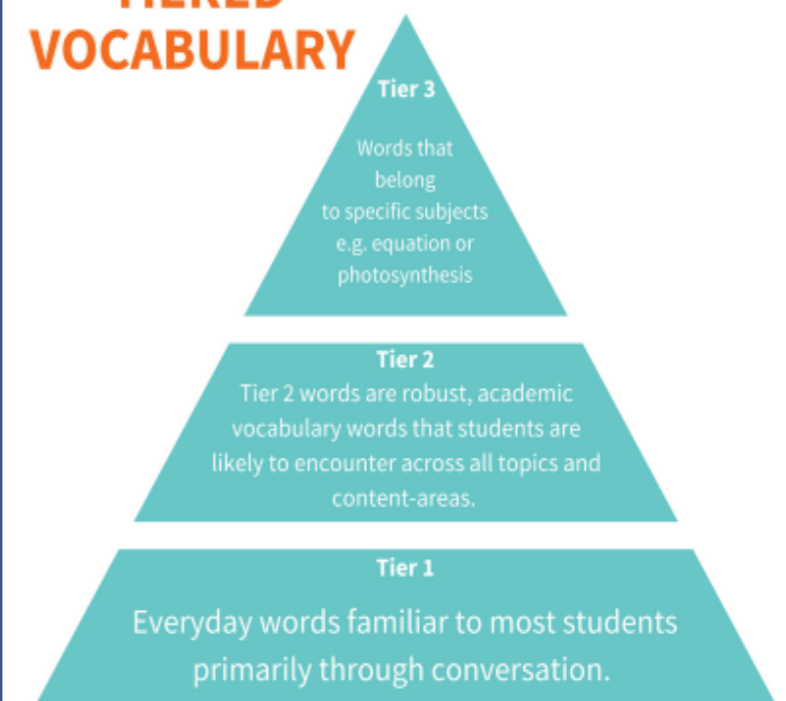 TIERED
VOCABULARY
Tier 3
Words that
belong
to specific subjects
e.g. equation or
photosynthesis
Tier 2
Tier 2 words are robust, academic
vocabulary words that students are
likely to encounter across all topics and
content-areas.
Tier 1
Everyday words familiar to most students
primarily through conversation.